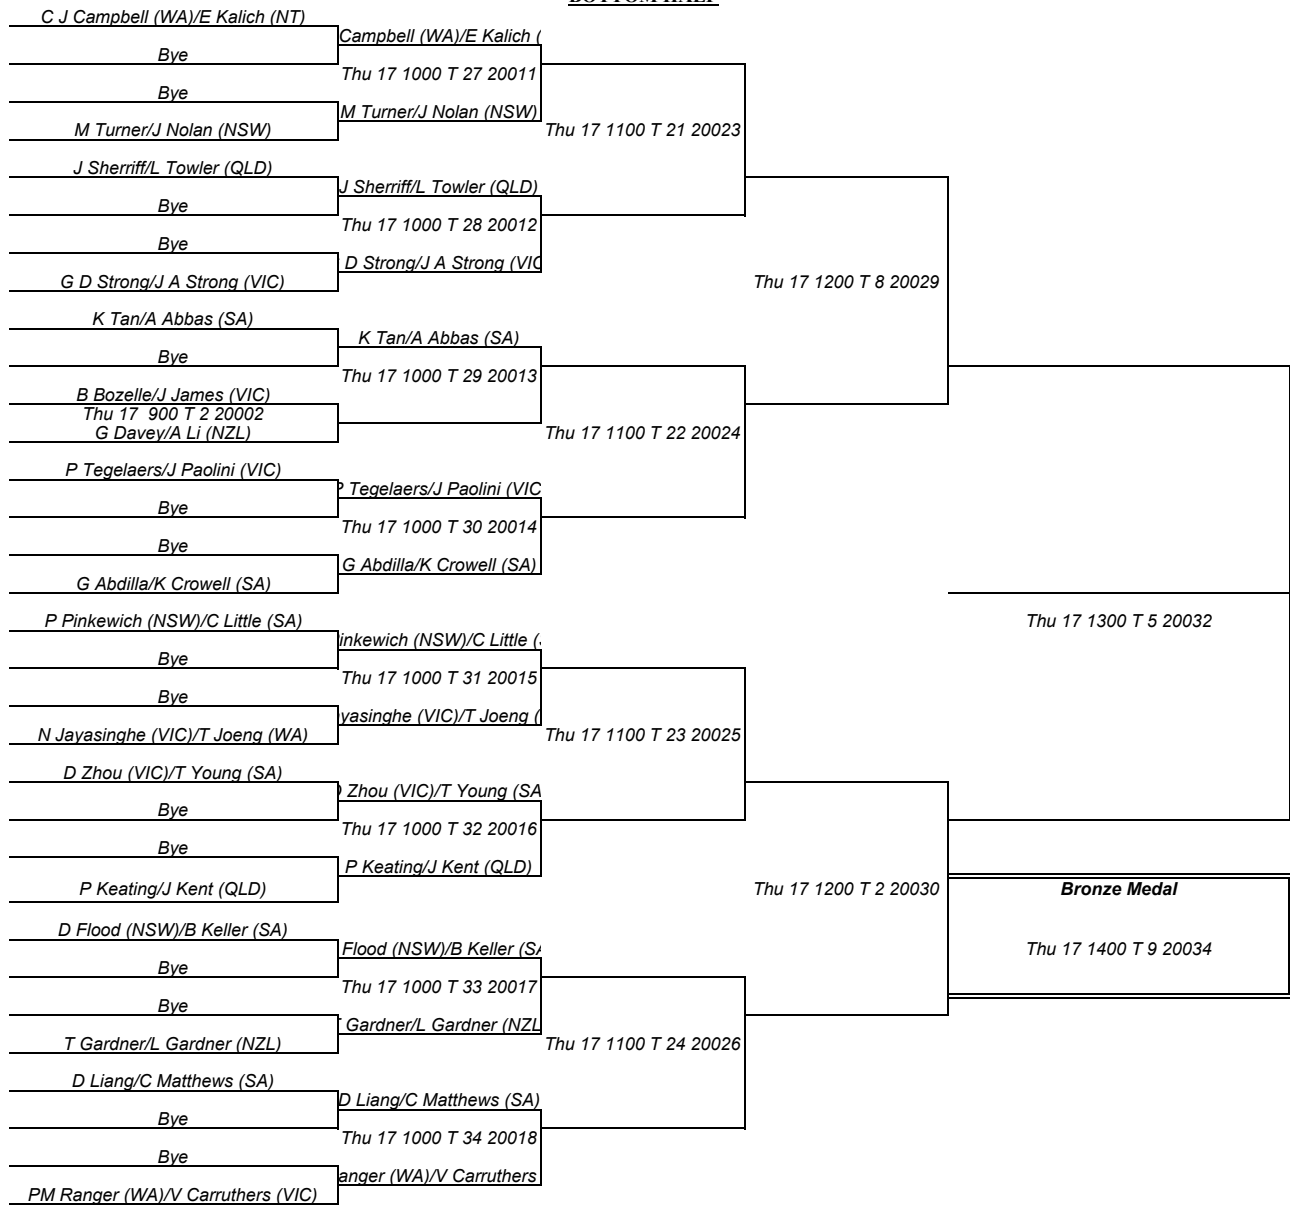 BOTTOM HALF
C J Campbell (WA)/E Kalich (NT)
Campbell (WA)/E Kalich (
Bye
Thu 17 1000 T 27 20011
Bye
M Turner/J Nolan (NSW)
M Turner/J Nolan (NSW)
Thu 17 1100 T 21 20023
J Sherriff/L Towler (QLD)
J Sherriff/L Towler (QLD)
Bye
Thu 17 1000 T 28 20012
Bye
D Strong/J A Strong (VIC
G D Strong/J A Strong (VIC)
Thu 17 1200 T 8 20029
K Tan/A Abbas (SA)
K Tan/A Abbas (SA)
Bye
Thu 17 1000 T 29 20013
B Bozelle/J James (VIC)
Thu 17 900 T 2 20002
G Davey/A Li (NZL)
Thu 17 1100 T 22 20024
P Tegelaers/J Paolini (VIC)
P Tegelaers/J Paolini (VIC
Bye
Thu 17 1000 T 30 20014
Bye
G Abdilla/K Crowell (SA)
G Abdilla/K Crowell (SA)
P Pinkewich (NSW)/C Little (SA)
Thu 17 1300 T 5 20032
inkewich (NSW)/C Little (
Bye
Thu 17 1000 T 31 20015
Bye
yasinghe (VIC)/T Joeng (
N Jayasinghe (VIC)/T Joeng (WA)
Thu 17 1100 T 23 20025
D Zhou (VIC)/T Young (SA)
D Zhou (VIC)/T Young (SA
Bye
Thu 17 1000 T 32 20016
Bye
P Keating/J Kent (QLD)
P Keating/J Kent (QLD)
Thu 17 1200 T 2 20030
Bronze Medal
D Flood (NSW)/B Keller (SA)
Flood (NSW)/B Keller (SA
Thu 17 1400 T 9 20034
Bye
Thu 17 1000 T 33 20017
Bye
T Gardner/L Gardner (NZL
T Gardner/L Gardner (NZL)
Thu 17 1100 T 24 20026
D Liang/C Matthews (SA)
D Liang/C Matthews (SA)
Bye
Thu 17 1000 T 34 20018
Bye
anger (WA)/V Carruthers
PM Ranger (WA)/V Carruthers (VIC)